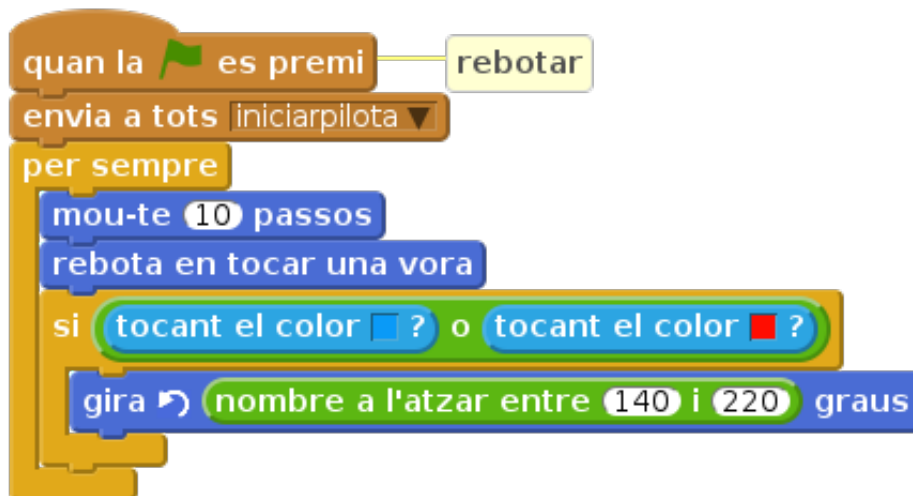 quan la es premi rebotar
envia a tots iniciarpilota
per sempre
mou-te 10 passos
rebota en tocar una vora
si tocant el color ? o tocant el color ?
gira nombre a l'atzar entre 140 i 220 graus